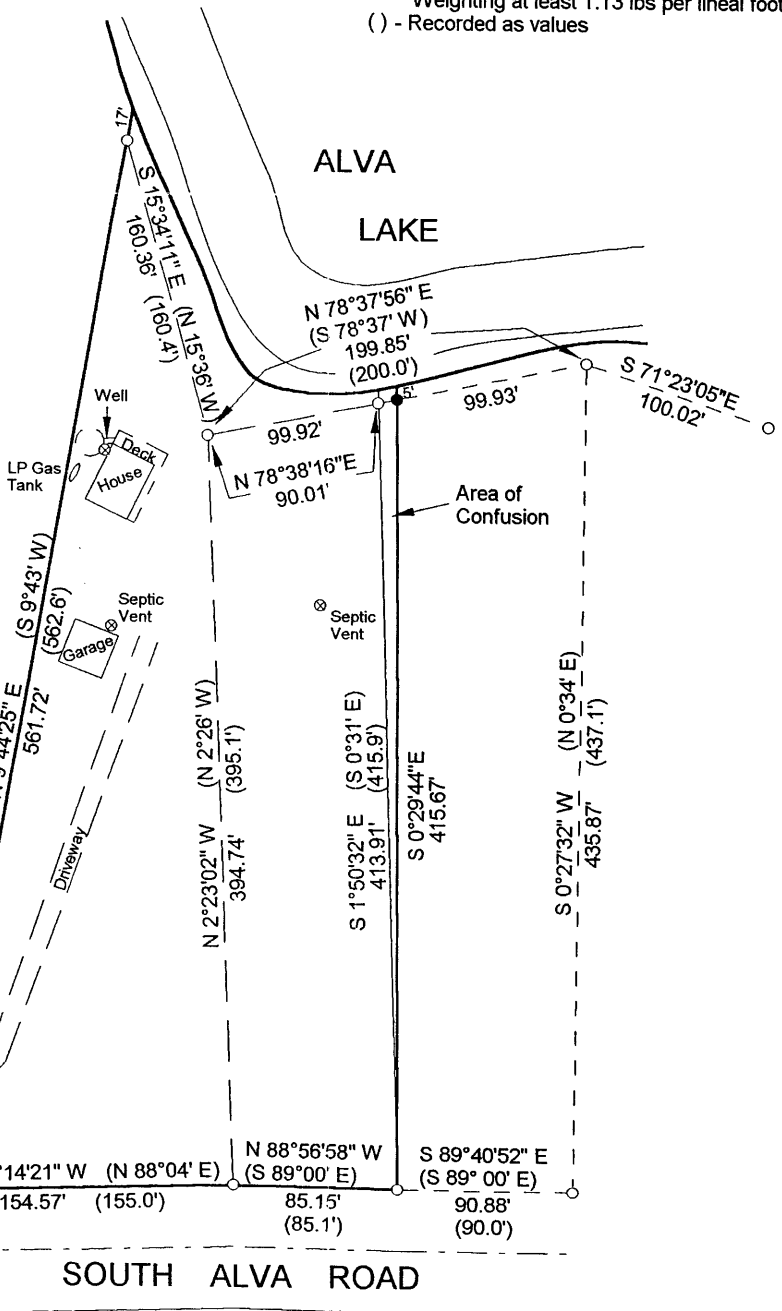 Weighting at least 1.13 lbs per lineal foot
( ) - Recorded as values
17'
ALVA
LAKE
S 15°34'11" E (N 15°36' W)
160.36' (160.4')
N 78°37'56" E
(S 78°37' W)
199.85'
(200.0')
S 71°23'05"E
100.02'
5'
99.93'
99.92'
N 78°38'16"E
90.01'
Well
Deck
House
LP Gas
Tank
Area of
Confusion
Septic
Vent
Septic
Vent
Garage
(S 9°43' W)
(562.6')
9°44'25" E
561.72'
Driveway
(N 2°26' W)
(395.1')
N 2°23'02" W
394.74'
(S 0°31' E)
(415.9')
S 1°50'32" E
413.91'
S 0°29'44"E
415.67'
(N 0°34' E)
(437.1')
S 0°27'32" W
435.87'
°14'21" W (N 88°04' E)
154.57' (155.0')
N 88°56'58" W
(S 89°00' E)
85.15'
(85.1')
S 89°40'52" E
(S 89° 00' E)
90.88'
(90.0')
SOUTH ALVA ROAD